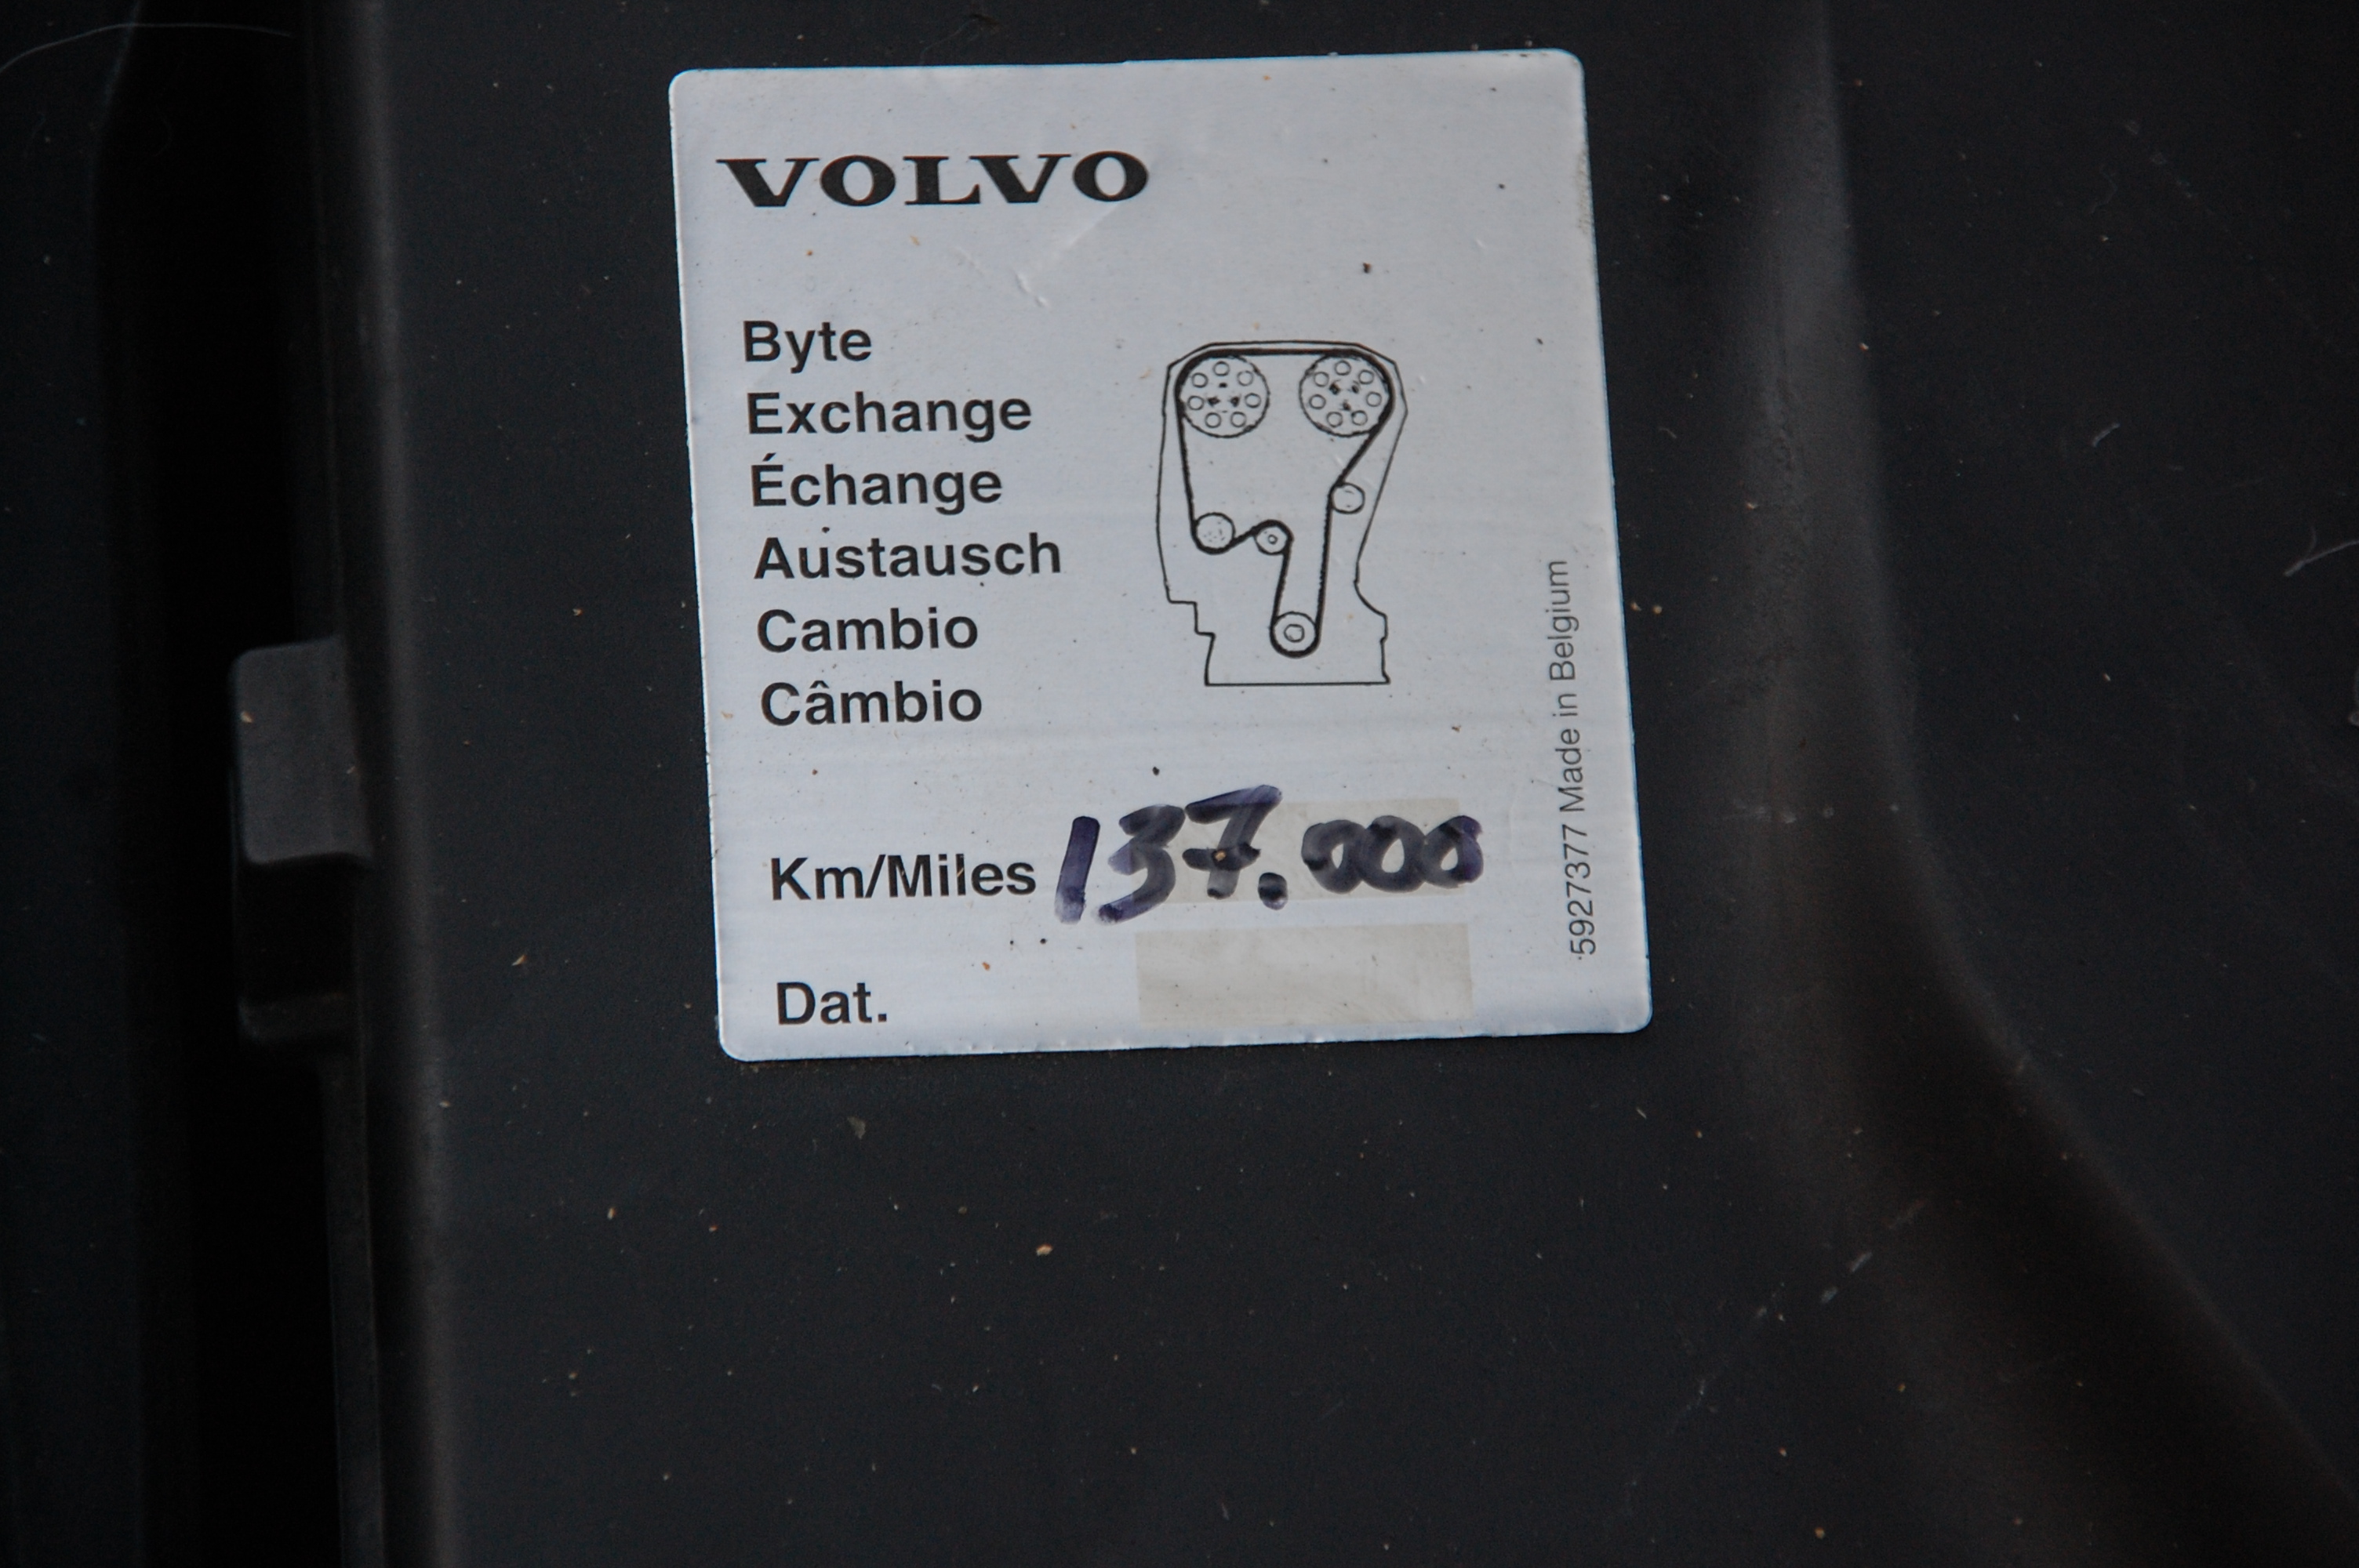 VOLVO
Byte
Exchange
Échange
Austausch
Cambio
Câmbio
Km/Miles 137.000
Dat.
5927377 Made in Belgium